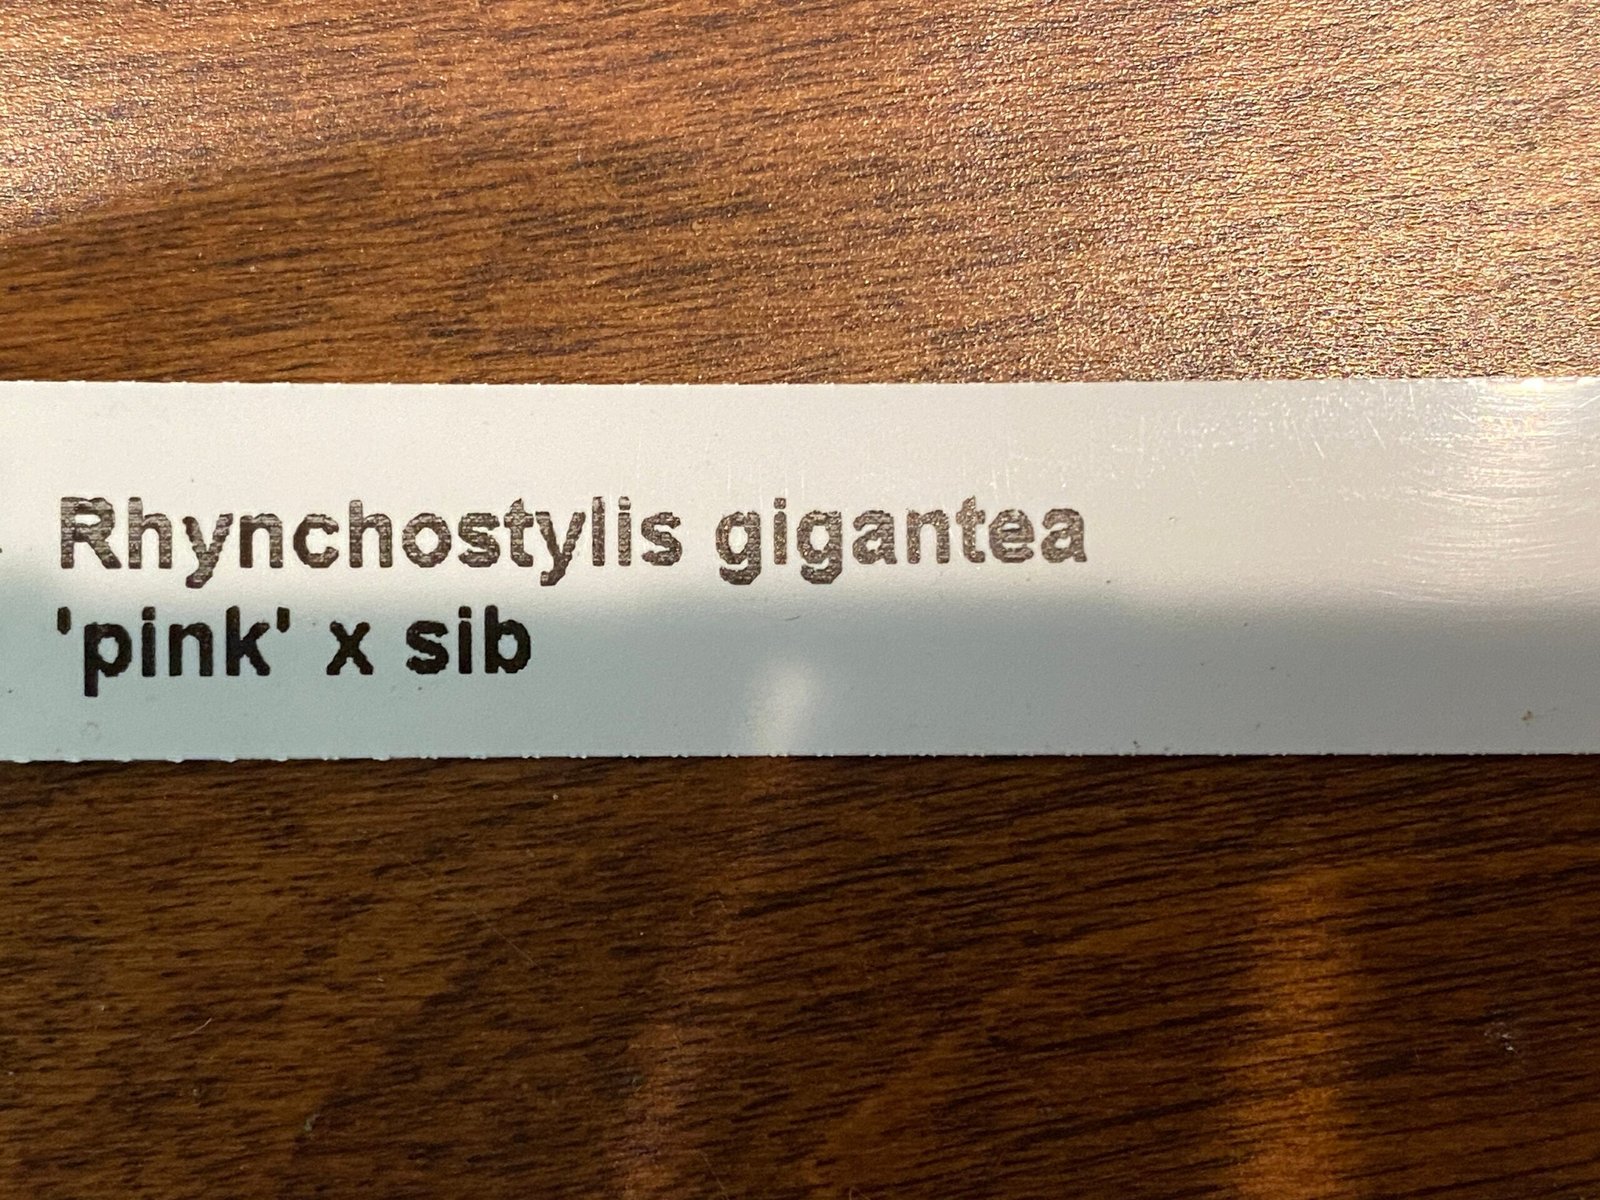 Rhynchostylis gigantea
'pink' x sib